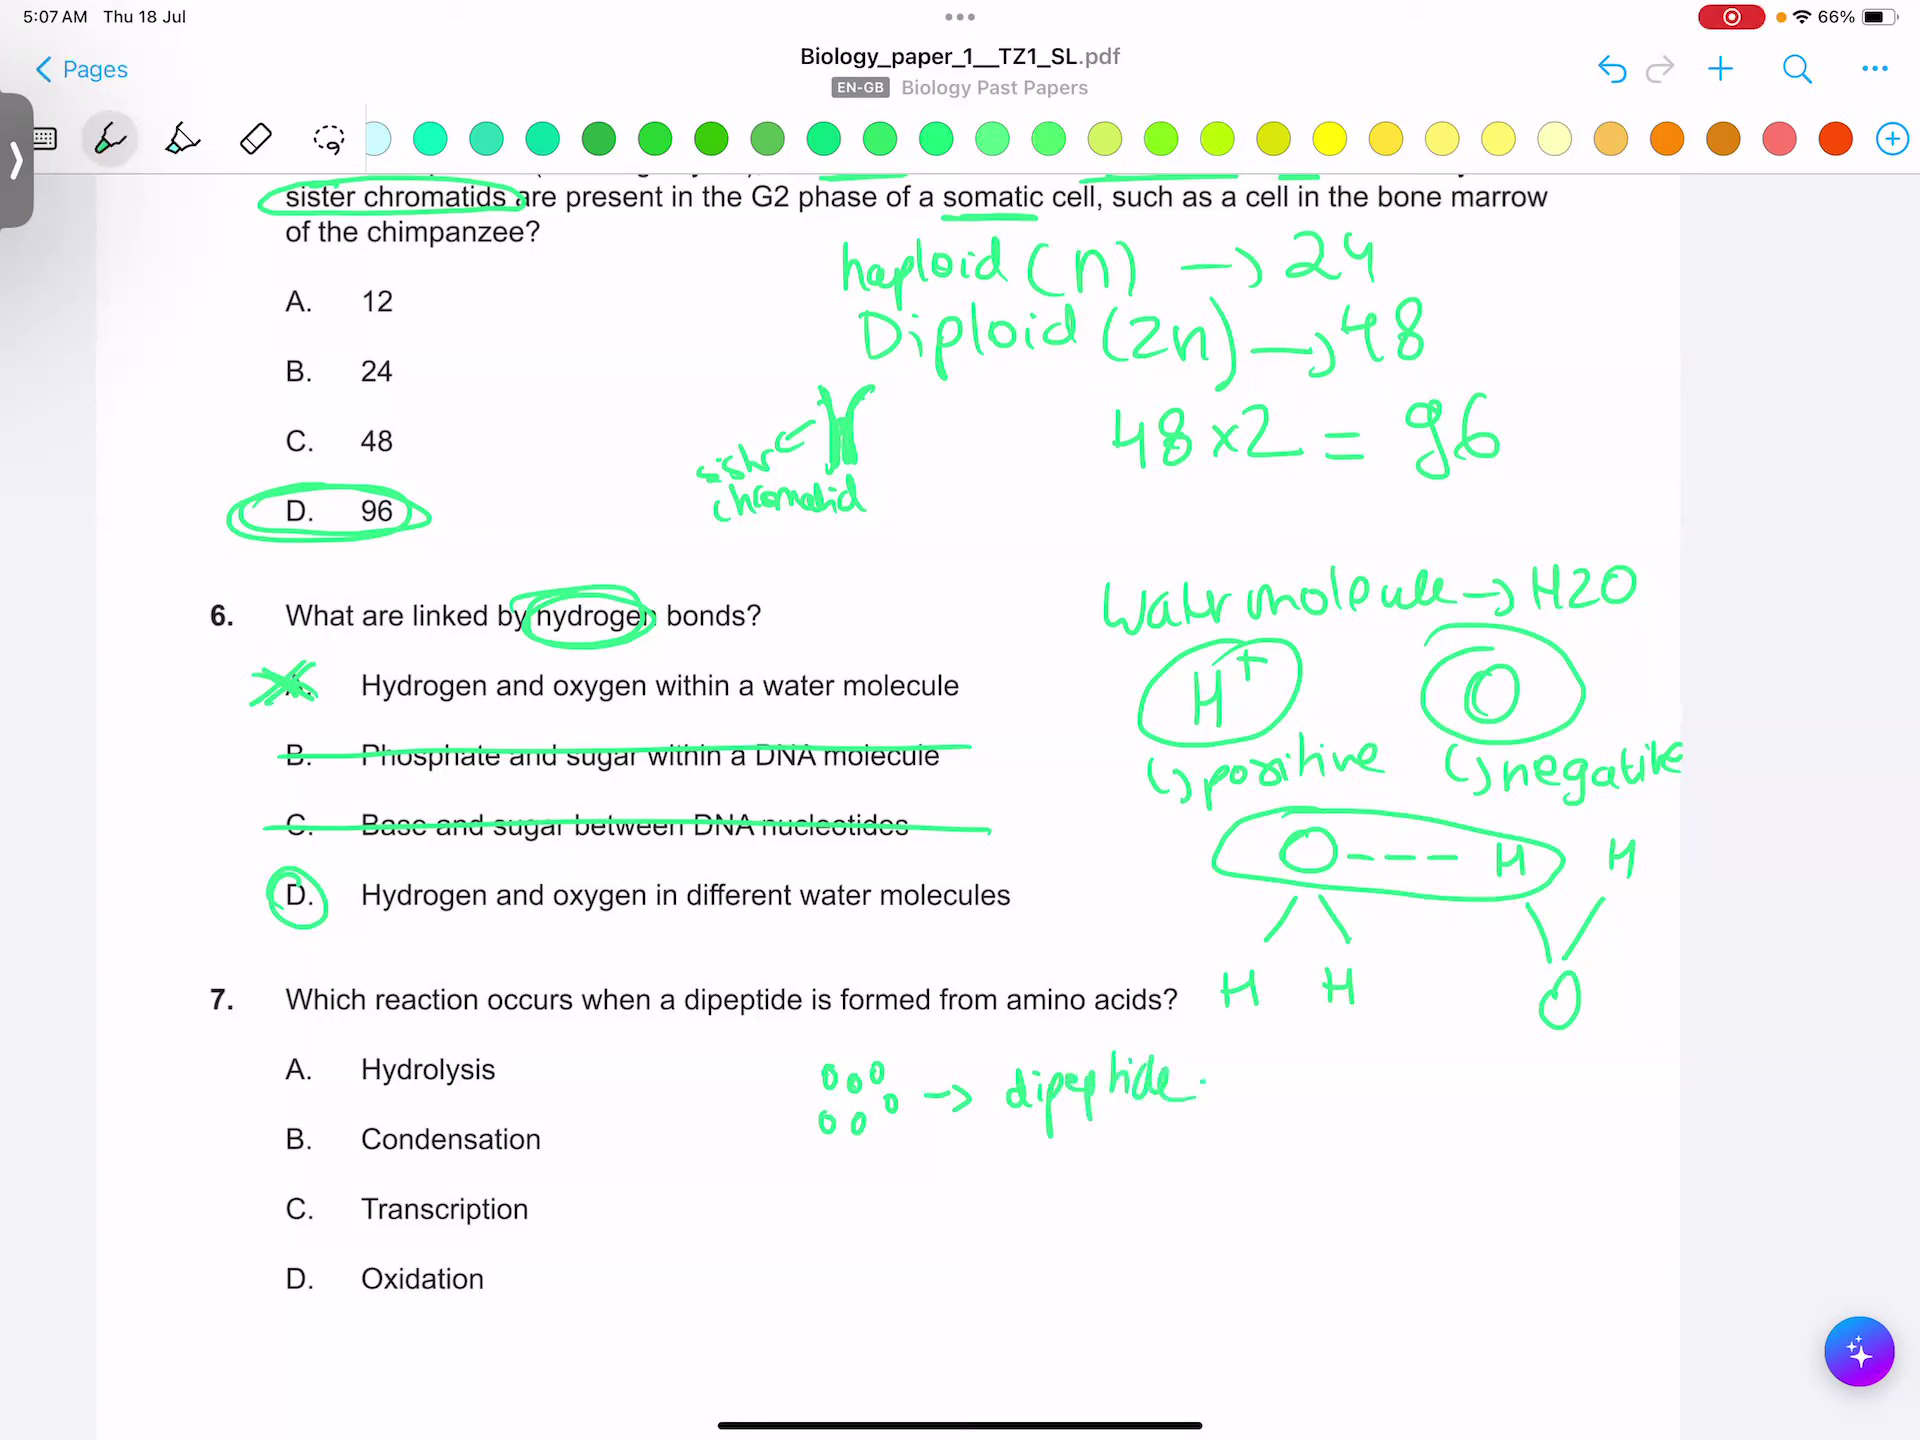 5:07 AM Thu 18 Jul
66%
Pages
Biology_paper_1__TZ1_SL.pdf
EN-GB Biology Past Papers
sister chromatids are present in the G2 phase of a somatic cell, such as a cell in the bone marrow
of the chimpanzee?
haploid (n) → 24
Diploid (2n) → 48
A. 12
B. 24
48 x 2 = 96
C. 48
sister
chromatid
D. 96
Water molecule → H2O
6. What are linked by hydrogen bonds?
H+ O
A. Hydrogen and oxygen within a water molecule
B. Phosphate and sugar within a DNA molecule
positive negative
C. Base and sugar between DNA nucleotides
O --- H H
D. Hydrogen and oxygen in different water molecules
H H O
7. Which reaction occurs when a dipeptide is formed from amino acids?
A. Hydrolysis
→ dipeptide.
B. Condensation
C. Transcription
D. Oxidation